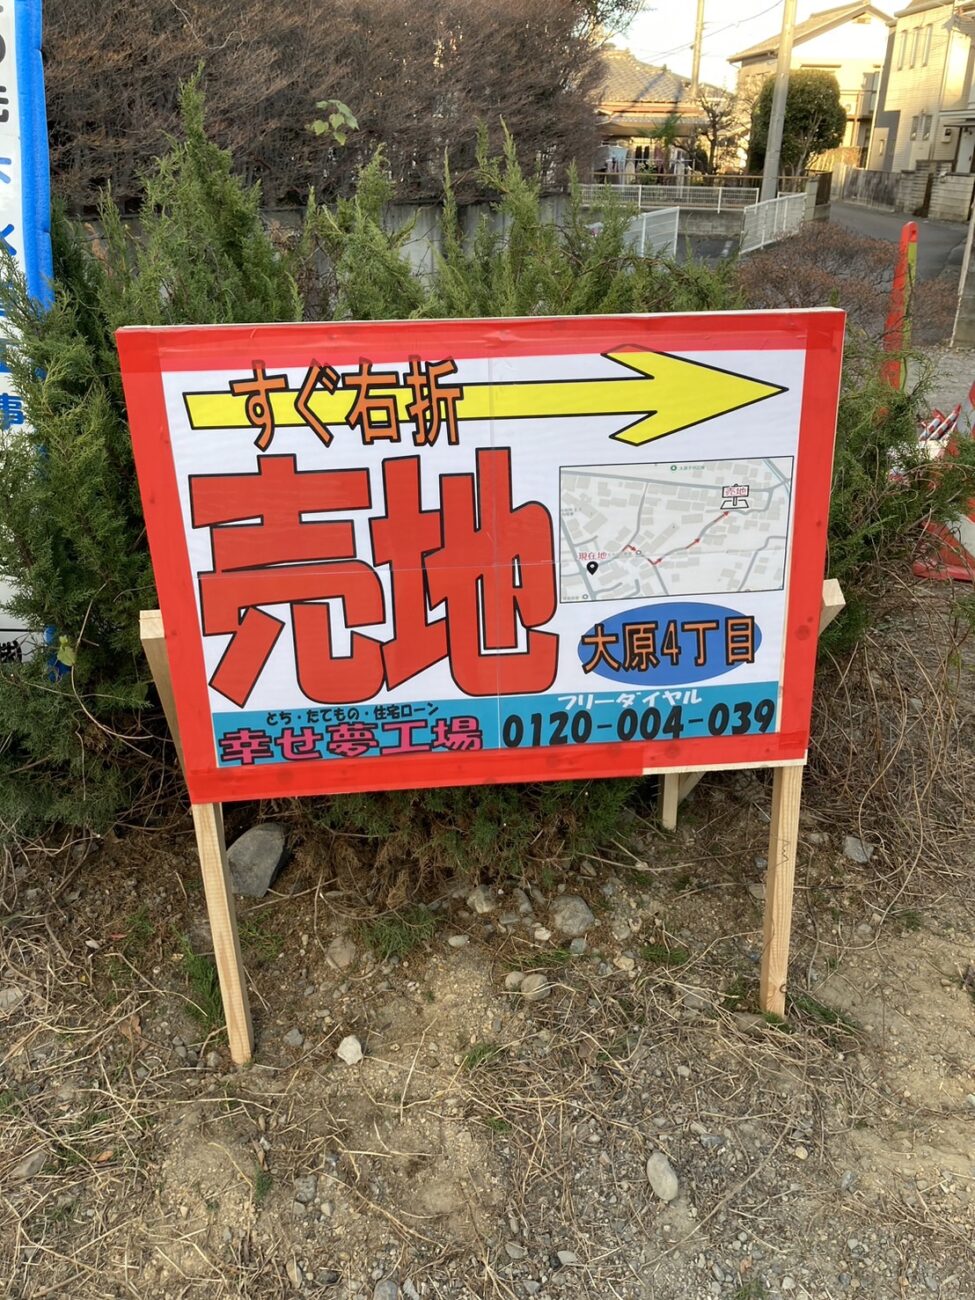 すぐ右折
売地
売地
現在地
大原4丁目
とち・たてもの・住宅ローン
幸せ夢工場
フリーダイヤル
0120-004-039
事